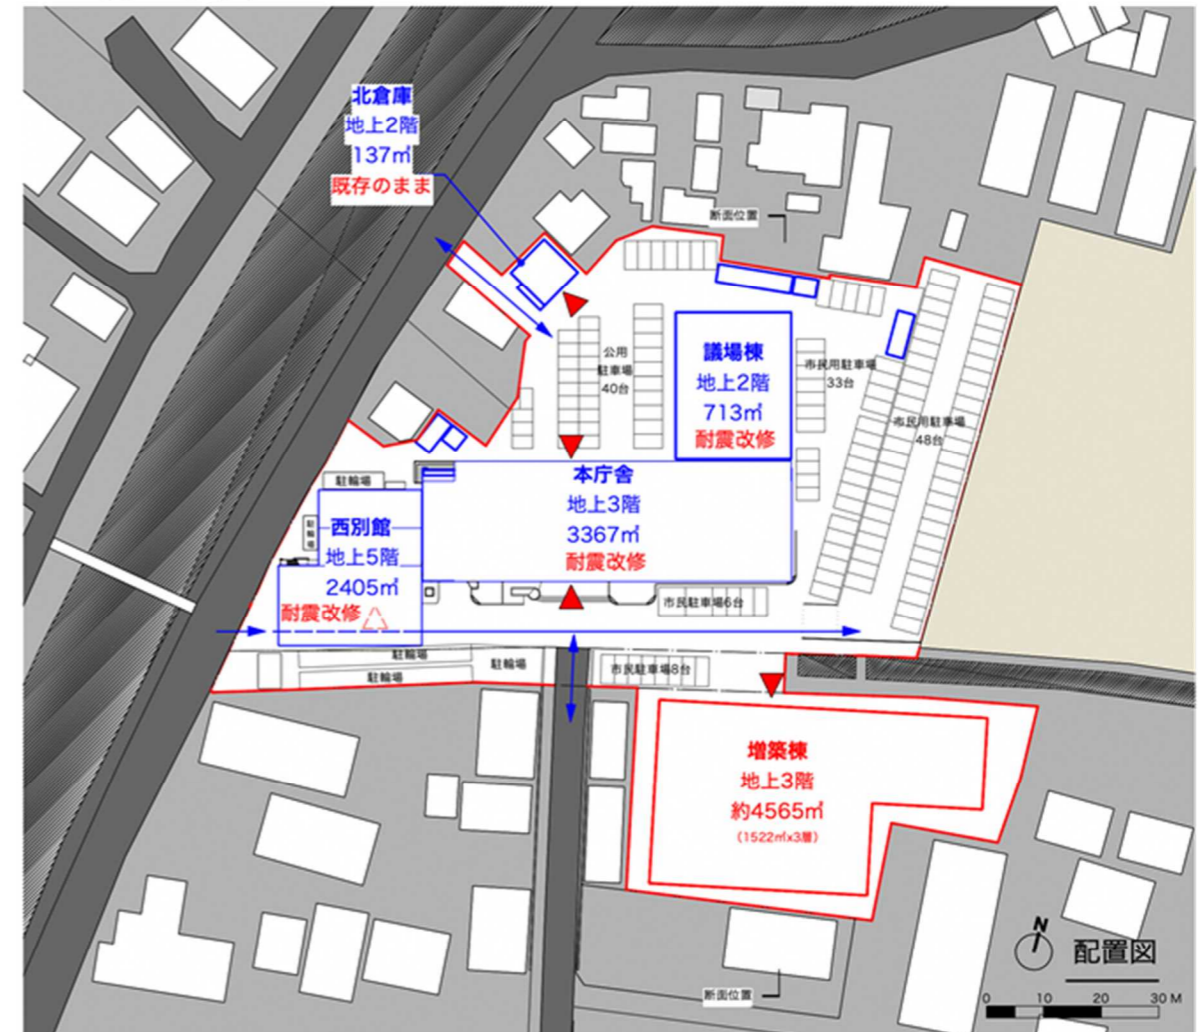 北倉庫
地上2階
137㎡
既存のまま
断面位置
公用
駐車場
40台
議場棟
地上2階
713㎡
耐震改修
市民用駐車場
33台
市民用駐車場
48台
駐輪場
駐輪場
西別館
地上5階
2405㎡
耐震改修
本庁舎
地上3階
3367㎡
耐震改修
市民駐車場6台
駐輪場
駐輪場
駐輪場
市民駐車場8台
増築棟
地上3階
約4565㎡
(1522㎡x3層)
断面位置
N
配置図
0 10 20 30 M